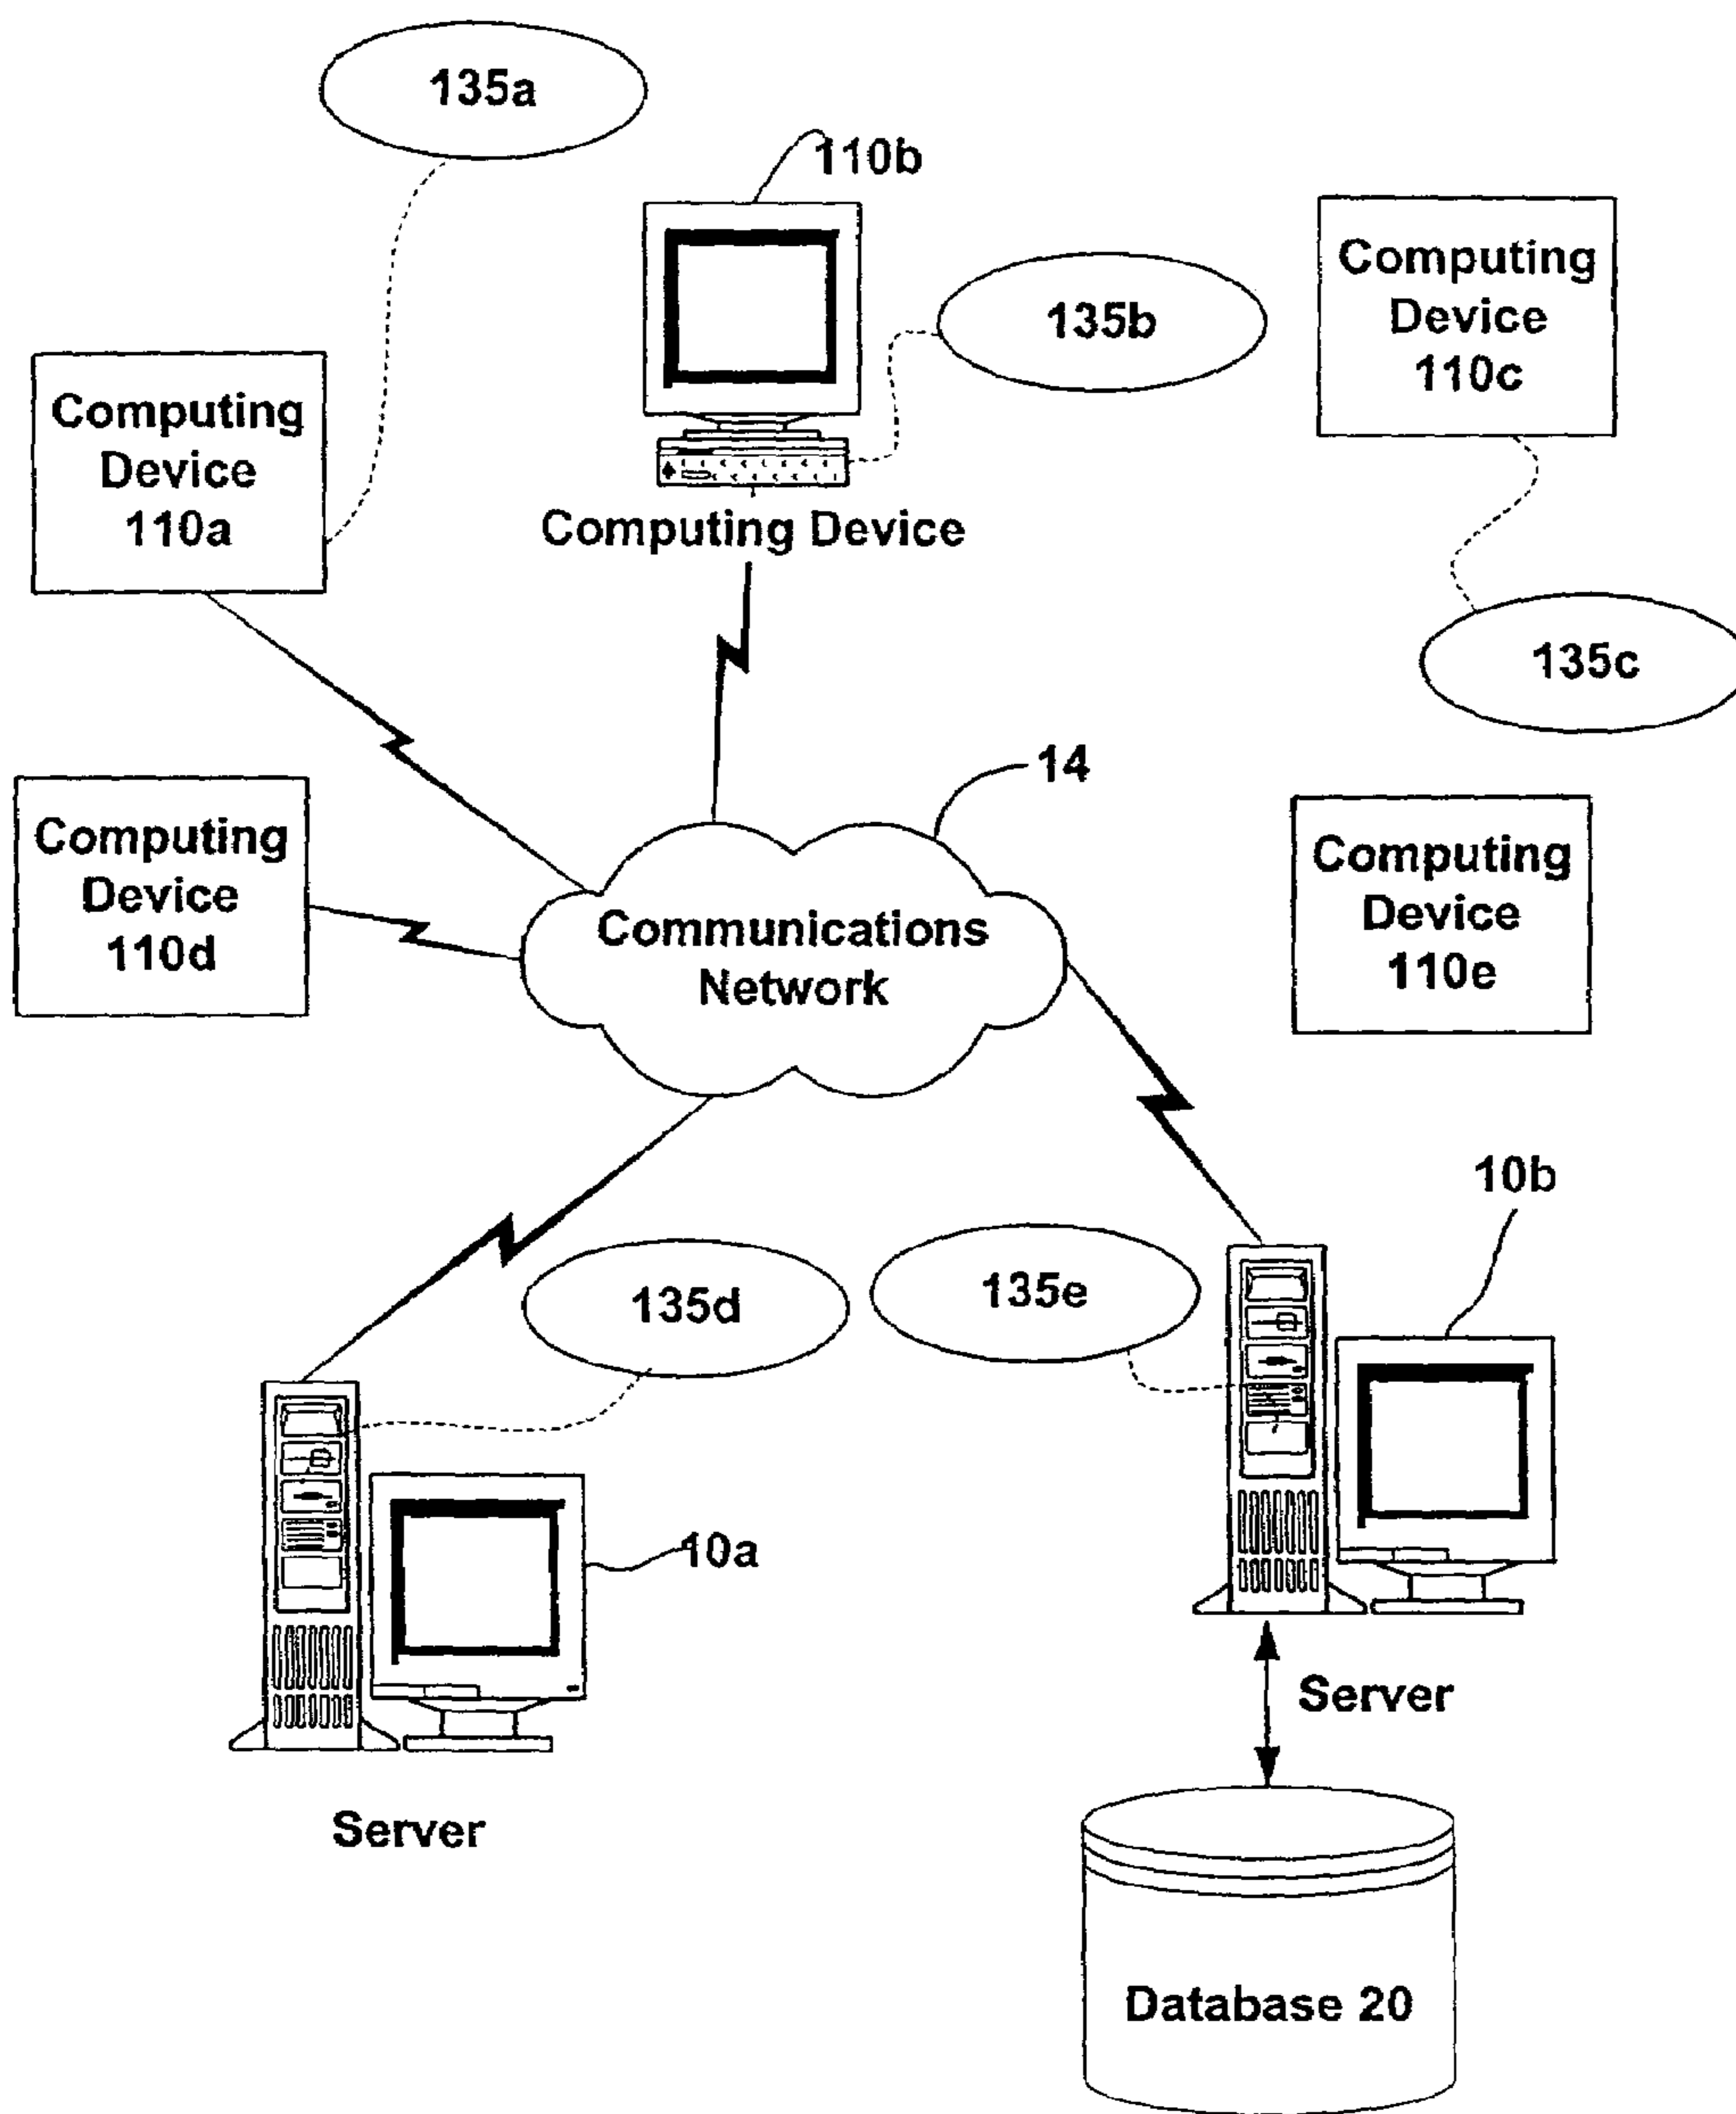 135a
110b
Computing
Device
110c
135b
Computing
Device
110a
Computing Device
135c
14
Computing
Device
110d
Computing
Device
110e
Communications
Network
10b
135e
135d
10a
Server
Server
Database 20